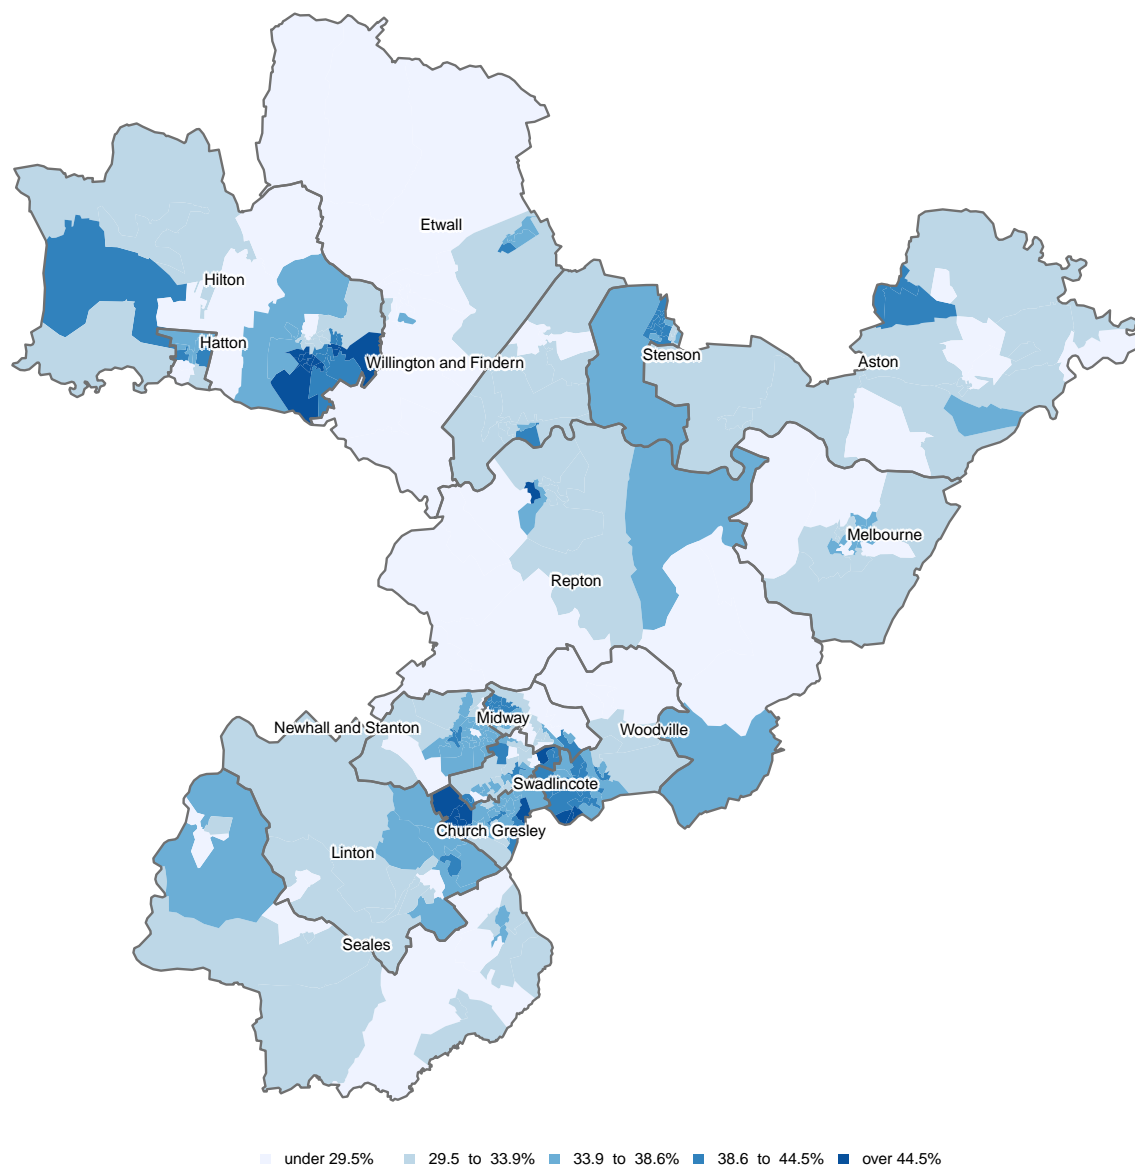 Etwall
Hilton
Hatton
Willington and Findern
Stenson
Aston
Melbourne
Repton
Newhall and Stanton
Midway
Woodville
Swadlincote
Church Gresley
Linton
Seales
under 29.5% 29.5 to 33.9% 33.9 to 38.6% 38.6 to 44.5% over 44.5%